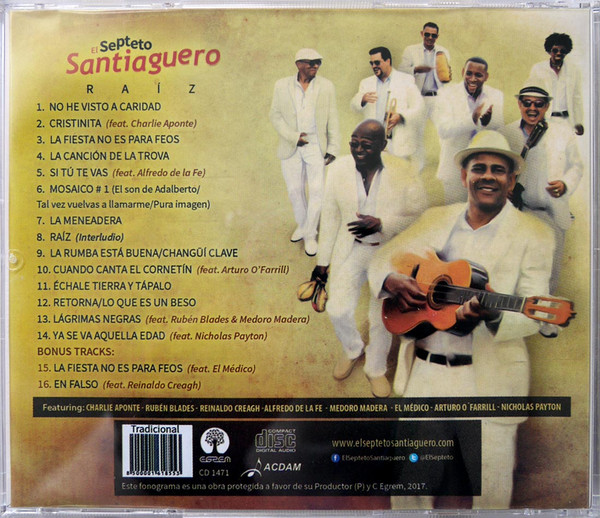 El Septeto
Santiaguero
RAÍZ
1. NO HE VISTO A CARIDAD
2. CRISTINITA (feat. Charlie Aponte)
3. LA FIESTA NO ES PARA FEOS
4. LA CANCIÓN DE LA TROVA
5. SI TÚ TE VAS (feat. Alfredo de la Fe)
6. MOSAICO # 1 (El son de Adalberto/
Tal vez vuelvas a llamarme/Pura imagen)
7. LA MENEADERA
8. RAÍZ (Interludio)
9. LA RUMBA ESTÁ BUENA/CHANGÜÍ CLAVE
10. CUANDO CANTA EL CORNETÍN (feat. Arturo O'Farrill)
11. ÉCHALE TIERRA Y TÁPALO
12. RETORNA/LO QUE ES UN BESO
13. LÁGRIMAS NEGRAS (feat. Rubén Blades & Medoro Madera)
14. YA SE VA AQUELLA EDAD (feat. Nicholas Payton)
BONUS TRACKS:
15. LA FIESTA NO ES PARA FEOS (feat. El Médico)
16. EN FALSO (feat. Reinaldo Creagh)
Featuring: CHARLIE APONTE - RUBÉN BLADES - REINALDO CREAGH - ALFREDO DE LA FE - MEDORO MADERA - EL MÉDICO - ARTURO O´FARRILL - NICHOLAS PAYTON
Tradicional
EGREM
CD 1471
COMPACT
disc
DIGITAL AUDIO
ACDAM
www.elseptetosantiaguero.com
ElSeptetoSantiaguero @ElSepteto
Este fonograma es una obra protegida a favor de su Productor (P) y C Egrem, 2017.